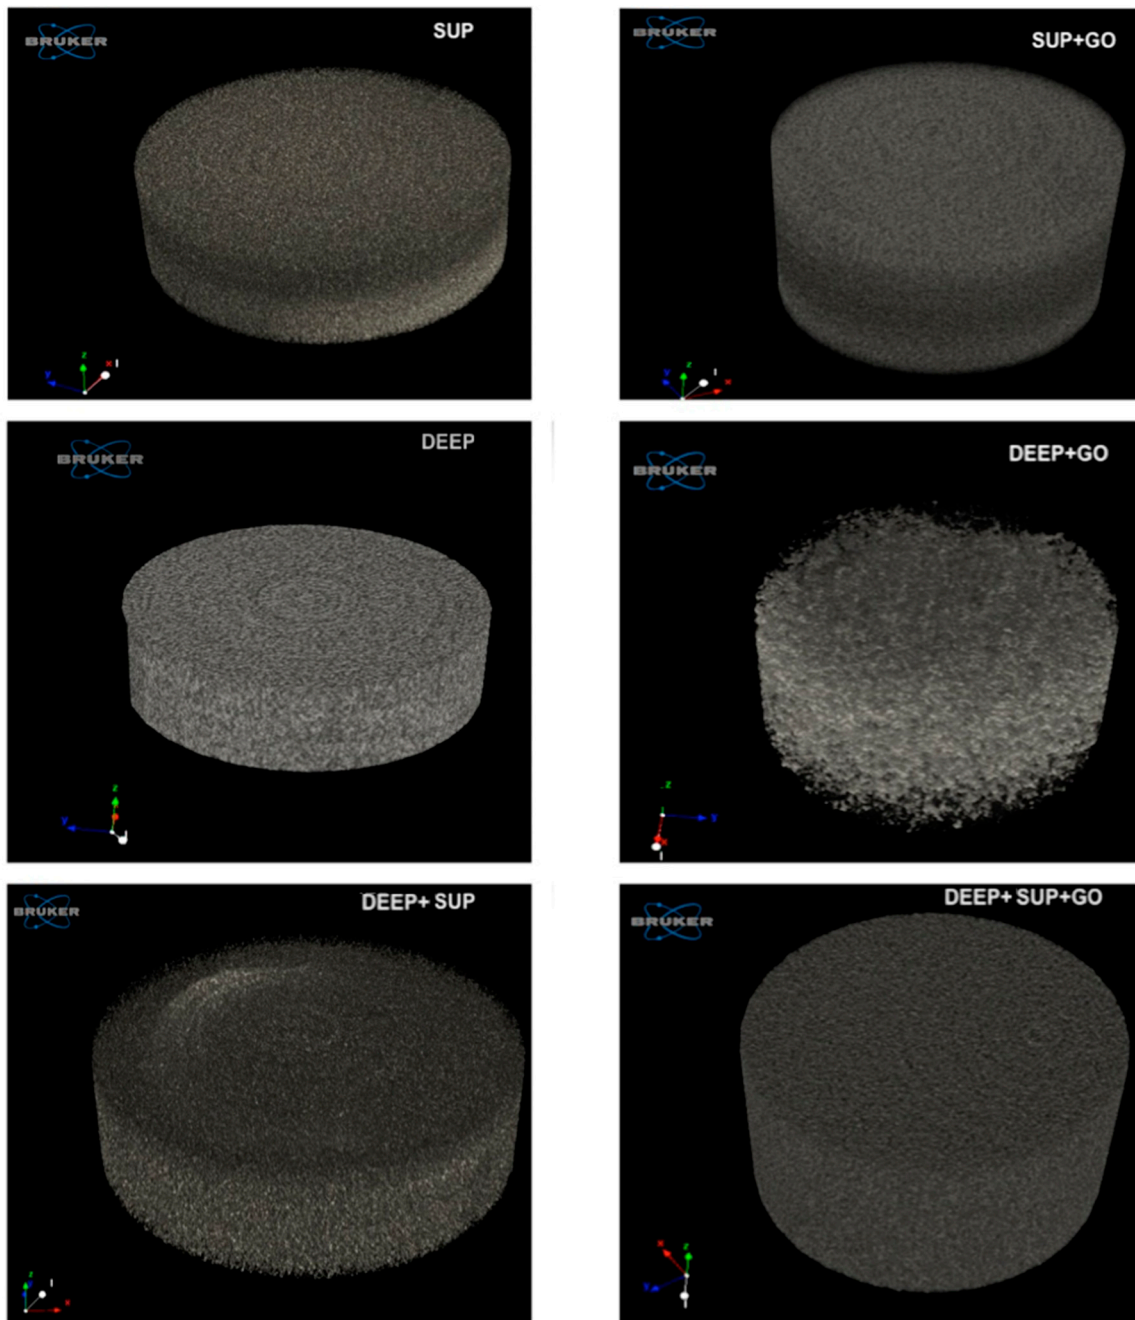 BRUKER
SUP
z
y
x
I
BRUKER
SUP+GO
z
y
I
x
BRUKER
DEEP
z
y
BRUKER
DEEP+GO
z
y
x
I
BRUKER
DEEP+ SUP
z
I
x
BRUKER
DEEP+ SUP+GO
x
z
y
I